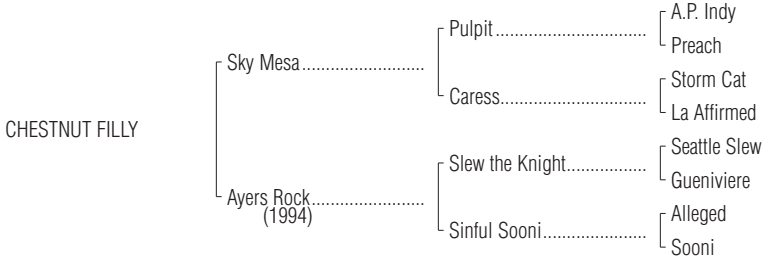 A.P. Indy
Pulpit
Preach
Sky Mesa
Storm Cat
Caress
La Affirmed
CHESTNUT FILLY
Seattle Slew
Slew the Knight
Gueniviere
Ayers Rock
(1994)
Alleged
Sinful Sooni
Sooni